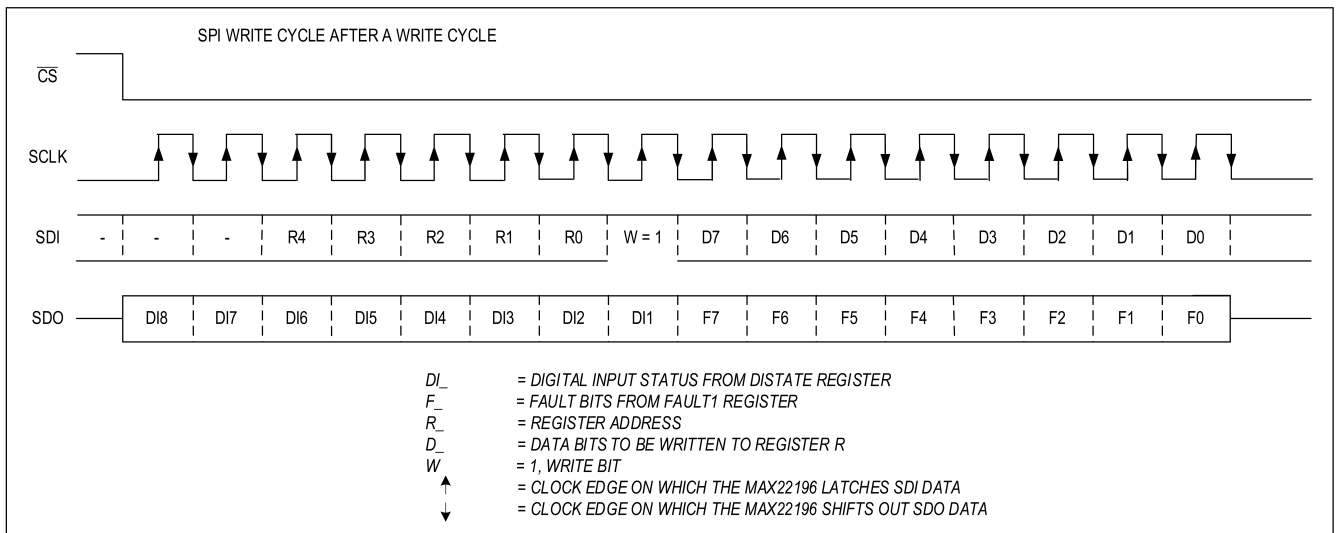 SPI WRITE CYCLE AFTER A WRITE CYCLE
CS
SCLK
SDI - - - R4 R3 R2 R1 R0 W = 1 D7 D6 D5 D4 D3 D2 D1 D0
SDO DI8 DI7 DI6 DI5 DI4 DI3 DI2 DI1 F7 F6 F5 F4 F3 F2 F1 F0
DI_ = DIGITAL INPUT STATUS FROM DISTATE REGISTER
F_ = FAULT BITS FROM FAULT1 REGISTER
R_ = REGISTER ADDRESS
D_ = DATA BITS TO BE WRITTEN TO REGISTER R
W = 1, WRITE BIT
= CLOCK EDGE ON WHICH THE MAX22196 LATCHES SDI DATA
= CLOCK EDGE ON WHICH THE MAX22196 SHIFTS OUT SDO DATA